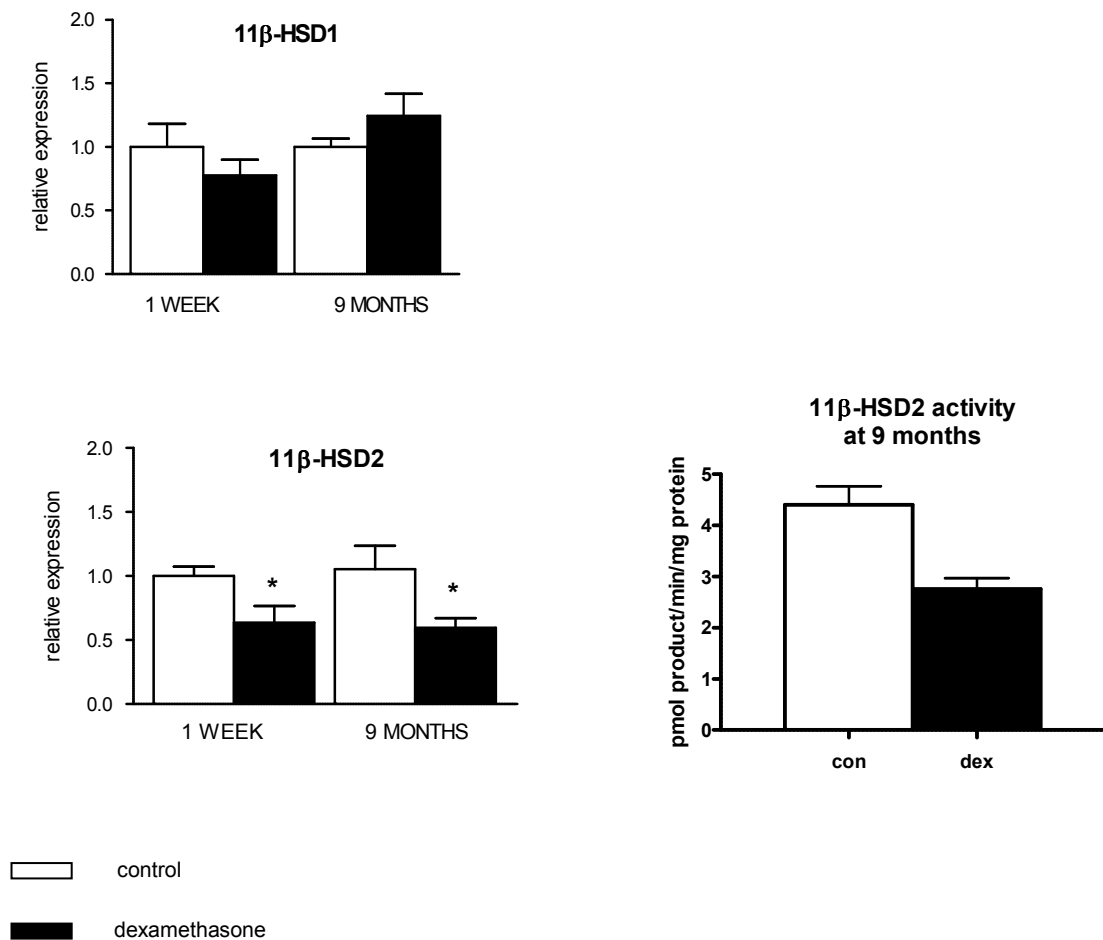 11β-HSD1
relative expression
2.0
1.5
1.0
0.5
0.0
1 WEEK
9 MONTHS
11β-HSD2
relative expression
2.0
1.5
1.0
0.5
0.0
*
*
1 WEEK
9 MONTHS
11β-HSD2 activity
at 9 months
pmol product/min/mg protein
5
4
3
2
1
0
con
dex
control
dexamethasone